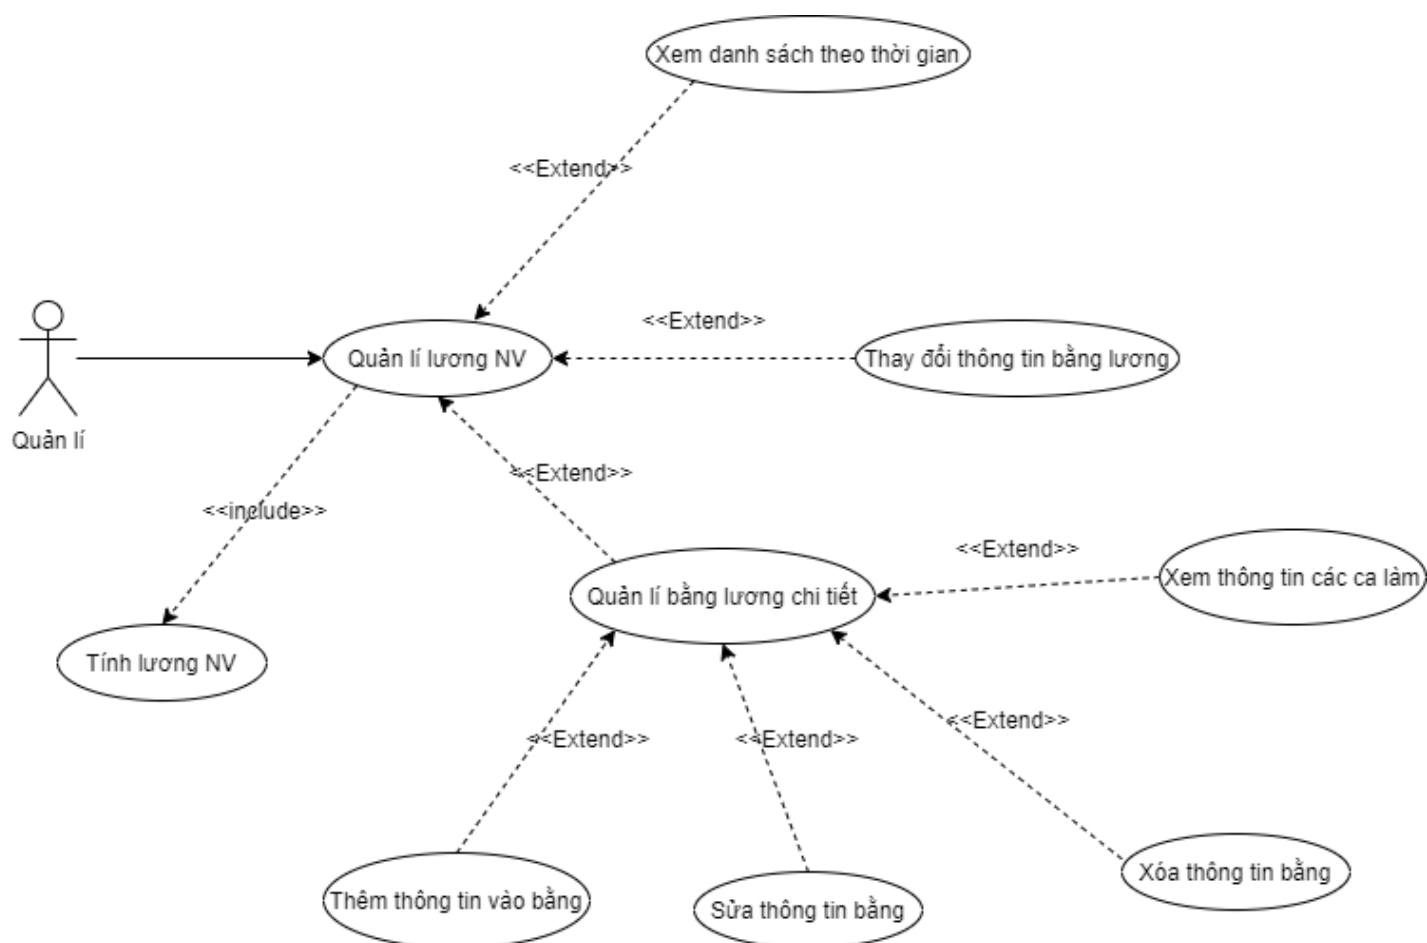 Xem danh sách theo thời gian
<<Extend>>
<<Extend>>
Quản lí lương NV
Thay đổi thông tin bằng lương
Quản lí
<<Extend>>
<<include>>
<<Extend>>
Xem thông tin các ca làm
Quản lí bằng lương chi tiết
Tính lương NV
<<Extend>>
<<Extend>>
<<Extend>>
Xóa thông tin bằng
Thêm thông tin vào bằng
Sửa thông tin bằng